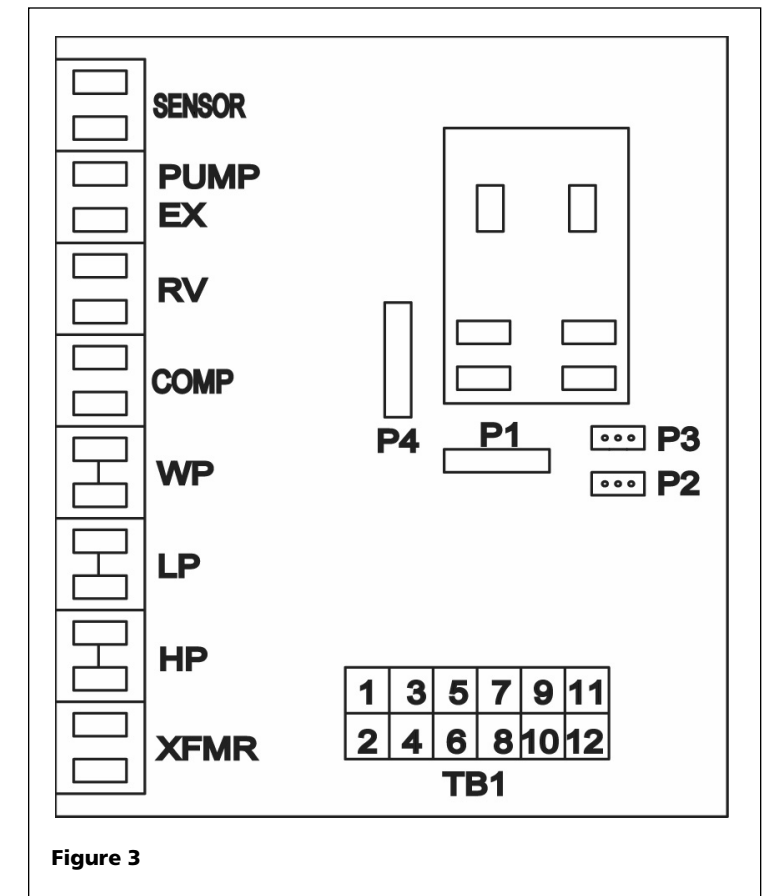 SENSOR
PUMP
EX
RV
COMP
WP
LP
HP
XFMR
P4
P1
P3
P2
1 3 5 7 9 11
2 4 6 8 10 12
TB1
Figure 3